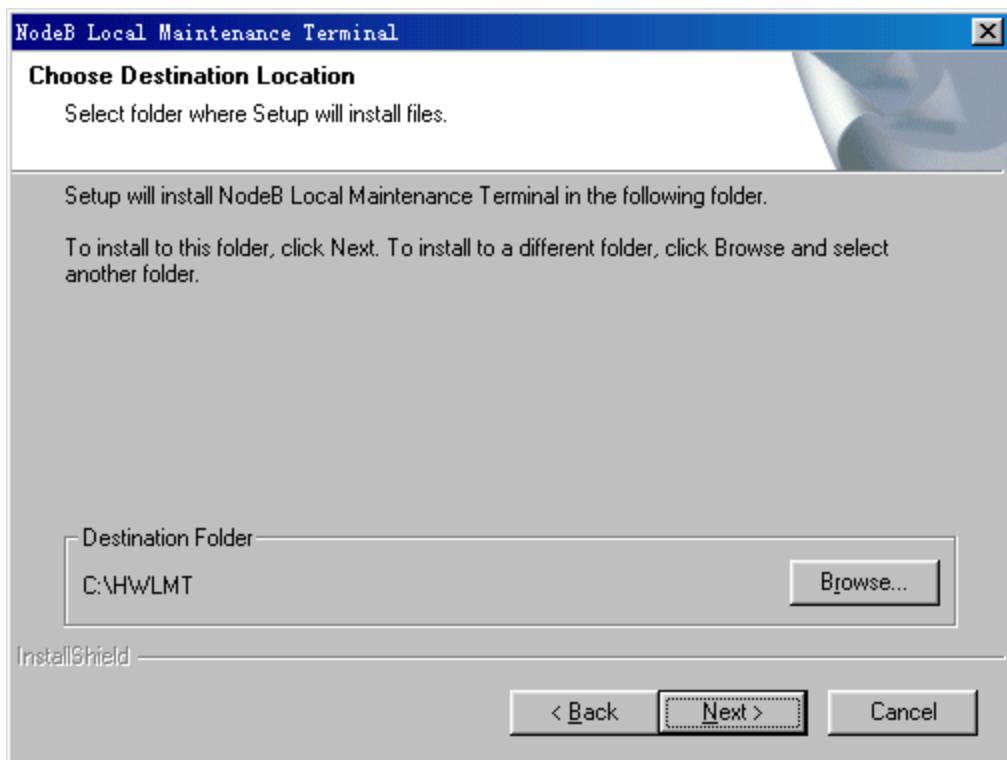 NodeB Local Maintenance Terminal
Choose Destination Location
Select folder where Setup will install files.
Setup will install NodeB Local Maintenance Terminal in the following folder.
To install to this folder, click Next. To install to a different folder, click Browse and select
another folder.
Destination Folder
C:\HWLMT
Browse...
InstallShield
< Back
Next >
Cancel